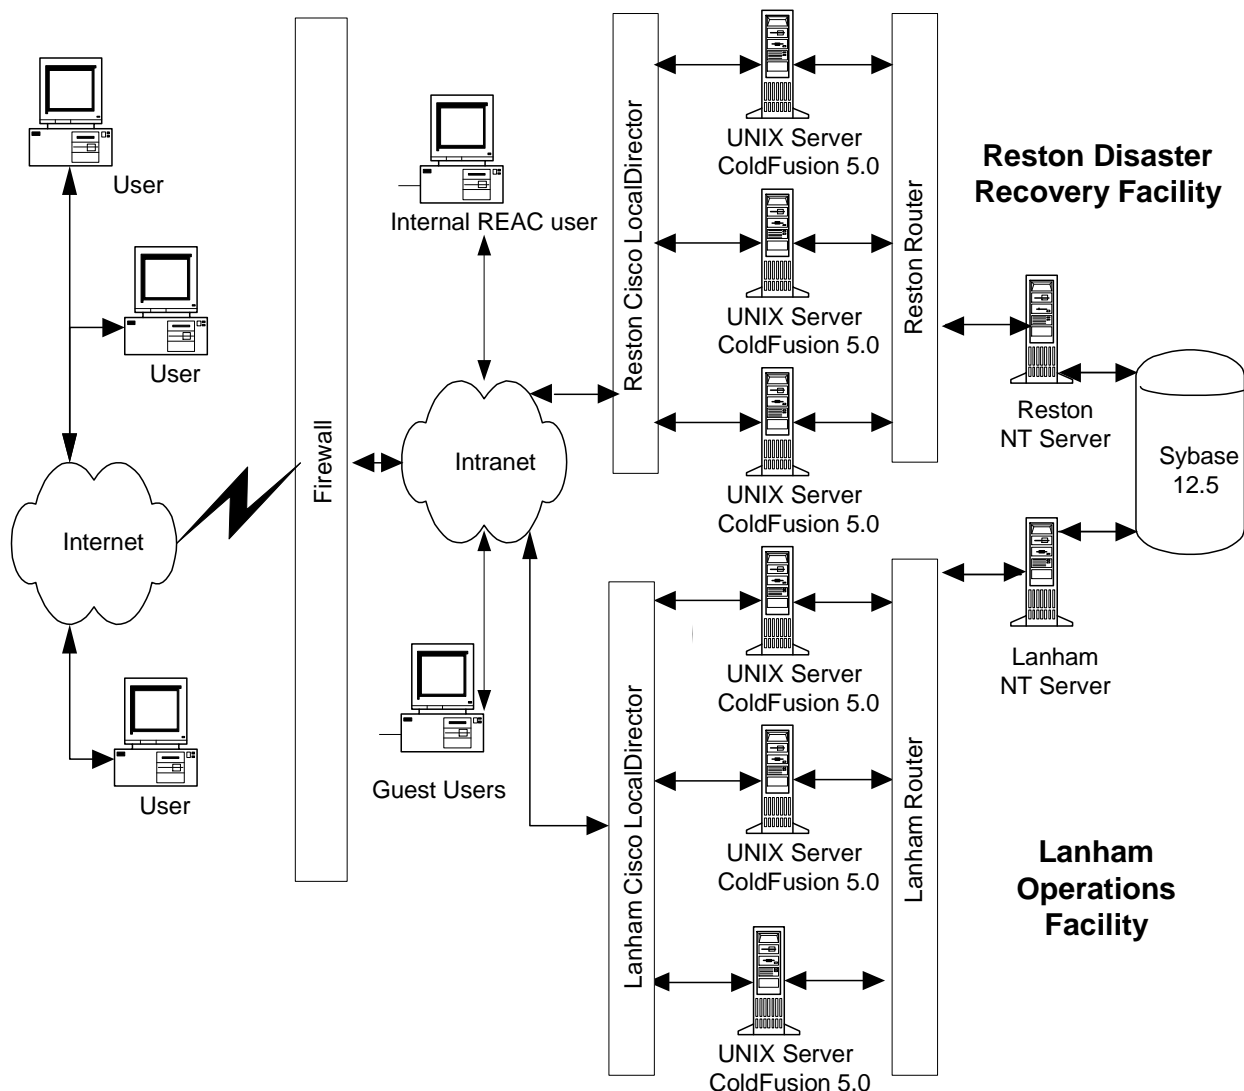 User
User
Internet
User
Firewall
Internal REAC user
Intranet
Guest Users
Reston Cisco LocalDirector
UNIX Server
ColdFusion 5.0
UNIX Server
ColdFusion 5.0
UNIX Server
ColdFusion 5.0
Reston Router
Reston Disaster
Recovery Facility
Reston
NT Server
Sybase
12.5
Lanham Cisco LocalDirector
UNIX Server
ColdFusion 5.0
UNIX Server
ColdFusion 5.0
UNIX Server
ColdFusion 5.0
Lanham Router
Lanham
NT Server
Lanham
Operations
Facility